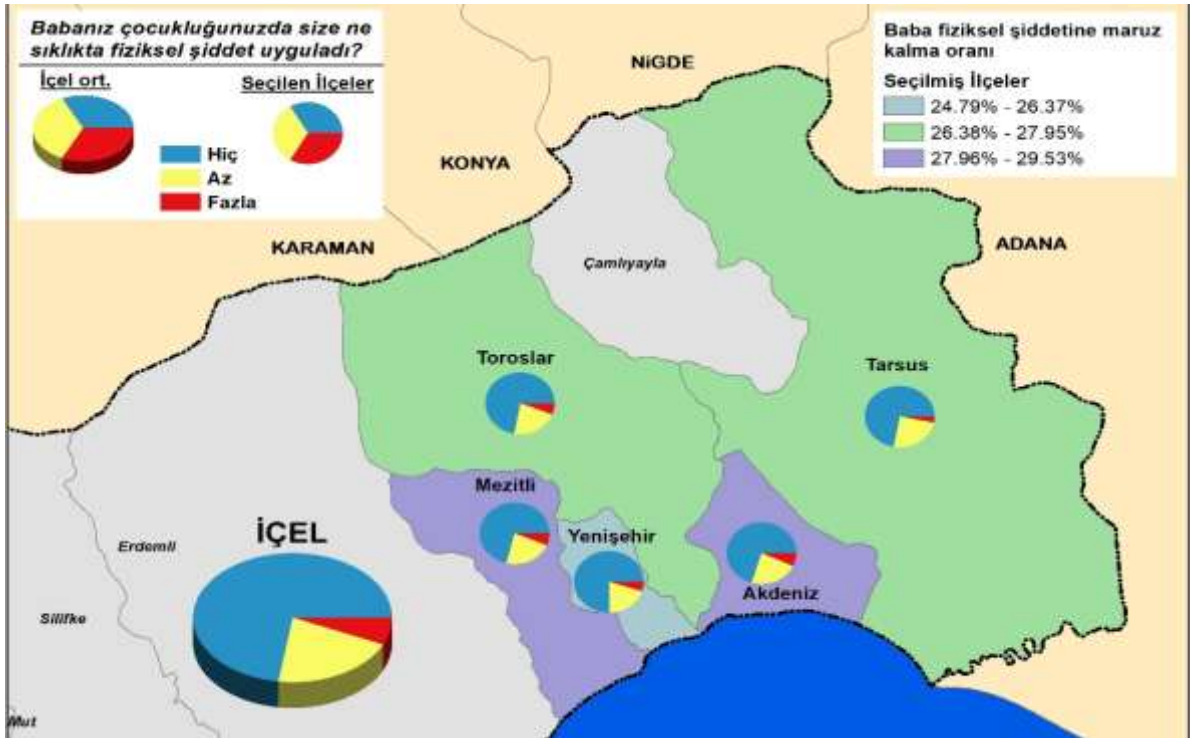 Babanız çocukluğunuzda size ne
sıklıkta fiziksel şiddet uyguladı?
İçel ort.
Seçilen İlçeler
Hiç
Az
Fazla
Baba fiziksel şiddetine maruz
kalma oranı
Seçilmiş İlçeler
24.79% - 26.37%
26.38% - 27.95%
27.96% - 29.53%
NiĞDE
KONYA
KARAMAN
ADANA
Çamlıyayla
Toroslar
Tarsus
Mezitli
Yenişehir
Akdeniz
İÇEL
Erdemli
Silifke
Mut